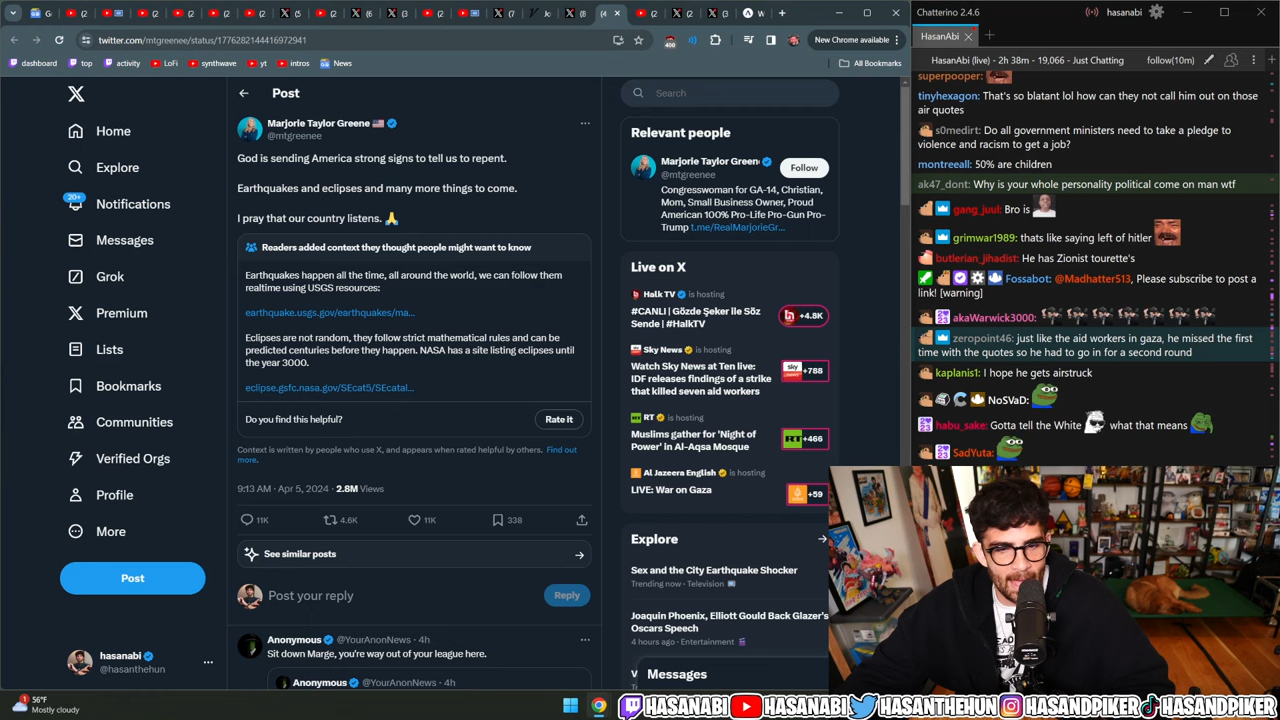 (2
(2
(2
(2
(5
(2
(6
(3
(2
(7
Jo
(8
(4
(2
(2
(3
W
twitter.com/mtgreenee/status/1776282144416972941
400
New Chrome available
dashboard
top
activity
LoFi
synthwave
yt
intros
News
All Bookmarks
Home
Explore
20+
Notifications
Messages
Grok
Premium
Lists
Bookmarks
Communities
Verified Orgs
Profile
More
Post
hasanabi
@hasanthehun
Post
Marjorie Taylor Greene
@mtgreenee
God is sending America strong signs to tell us to repent.
Earthquakes and eclipses and many more things to come.
I pray that our country listens. 🙏
Readers added context they thought people might want to know
Earthquakes happen all the time, all around the world, we can follow them
realtime using USGS resources:
earthquake.usgs.gov/earthquakes/ma...
Eclipses are not random, they follow strict mathematical rules and can be
predicted centuries before they happen. NASA has a site listing eclipses until
the year 3000.
eclipse.gsfc.nasa.gov/SEcat5/SEcatal...
Do you find this helpful?
Rate it
Context is written by people who use X, and appears when rated helpful by others. Find out
more.
9:13 AM · Apr 5, 2024 · 2.8M Views
11K
4.6K
11K
338
See similar posts
Post your reply
Reply
Anonymous @YourAnonNews · 4h
Sit down Marge, you're way out of your league here.
Anonymous @YourAnonNews · 4h
Search
Relevant people
Marjorie Taylor Green
@mtgreenee
Follow
Congresswoman for GA-14, Christian,
Mom, Small Business Owner, Proud
American 100% Pro-Life Pro-Gun Pro-
Trump t.me/RealMarjorieGr...
Live on X
Halk TV is hosting
#CANLI | Gözde Şeker ile Söz
Sende | #HalkTV
+4.8K
Sky News is hosting
Watch Sky News at Ten live:
IDF releases findings of a strike
that killed seven aid workers
sky news
+788
RT is hosting
Muslims gather for 'Night of
Power' in Al-Aqsa Mosque
RT
+466
Al Jazeera English is hosting
LIVE: War on Gaza
+59
Explore
Sex and the City Earthquake Shocker
Trending now · Television
Joaquin Phoenix, Elliott Gould Back Glazer's
Oscars Speech
4 hours ago · Entertainment
Messages
Chatterino 2.4.6
hasanabi
HasanAbi
HasanAbi (live) - 2h 38m - 19,066 - Just Chatting
follow(10m)
superpooper:
tinyhexagon: That's so blatant lol how can they not call him out on those
air quotes
s0medirt: Do all government ministers need to take a pledge to
violence and racism to get a job?
montreeall: 50% are children
ak47_dont: Why is your whole personality political come on man wtf
gang_juul: Bro is
grimwar1989: thats like saying left of hitler
butlerian_jihadist: He has Zionist tourette's
Fossabot: @Madhatter513, Please subscribe to post a
link! [warning]
akaWarwick3000:
zeropoint46: just like the aid workers in gaza, he missed the first
time with the quotes so he had to go in for a second round
kaplanis1: I hope he gets airstruck
NoSVaD:
habu_sake: Gotta tell the White what that means
SadYuta:
1
56°F
Mostly cloudy
HASANABI
HASANABI
HASANTHEHUN
HASANDPIKER
HASANDPIKER